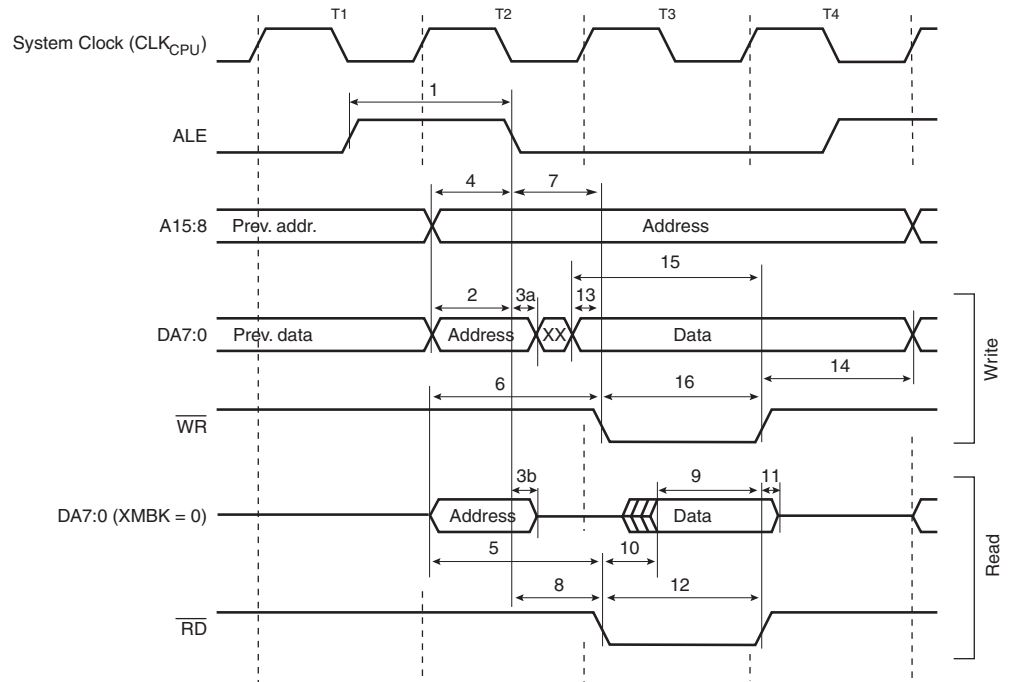 T1 T2 T3 T4
System Clock (CLKCPU)
1
ALE
4 7
A15:8 Prev. addr. Address
15
2 3a 13
DA7:0 Prev. data Address XX Data
14
6 16
WR
Write
3b 9 11
DA7:0 (XMBK = 0) Address Data
5 10
8 12
RD
Read